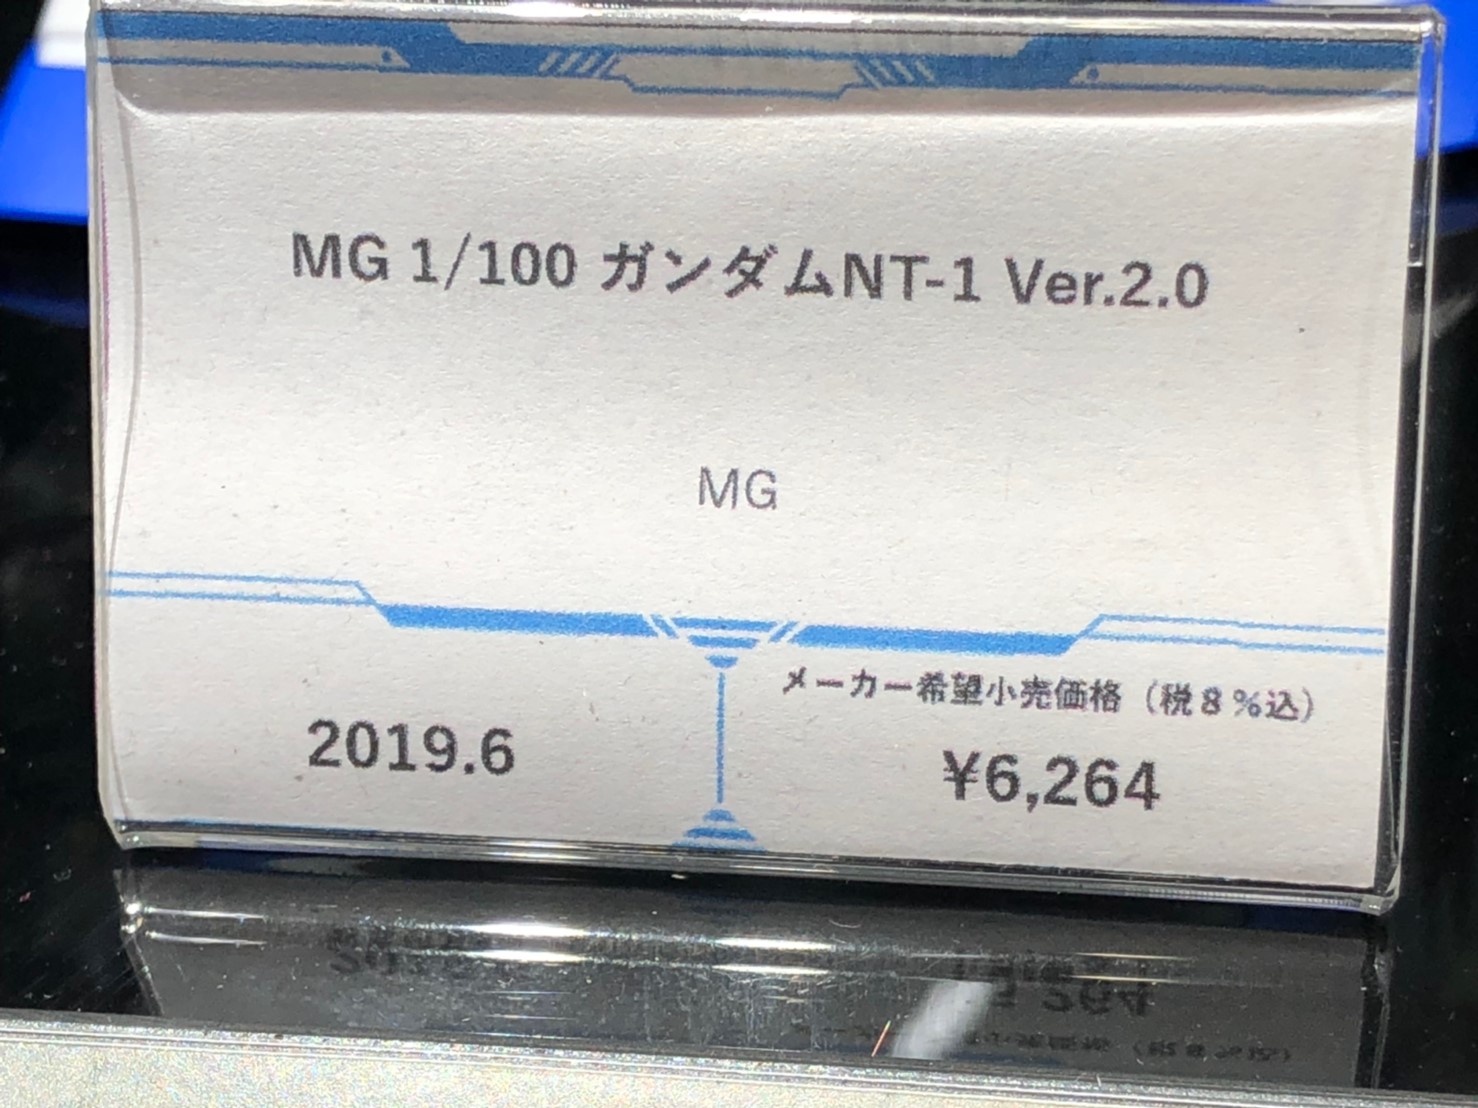 MG 1/100 ガンダムNT-1 Ver.2.0
MG
2019.6
メーカー希望小売価格（税８％込）
¥6,264